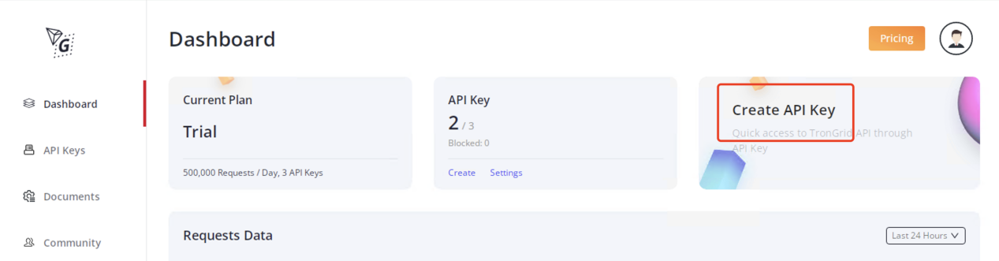 G
Dashboard
Pricing
Dashboard
API Keys
Documents
Community
Current Plan
Trial
500,000 Requests / Day, 3 API Keys
API Key
2 / 3
Blocked: 0
Create Settings
Create API Key
Quick access to TronGrid API through
API Key
Requests Data
Last 24 Hours